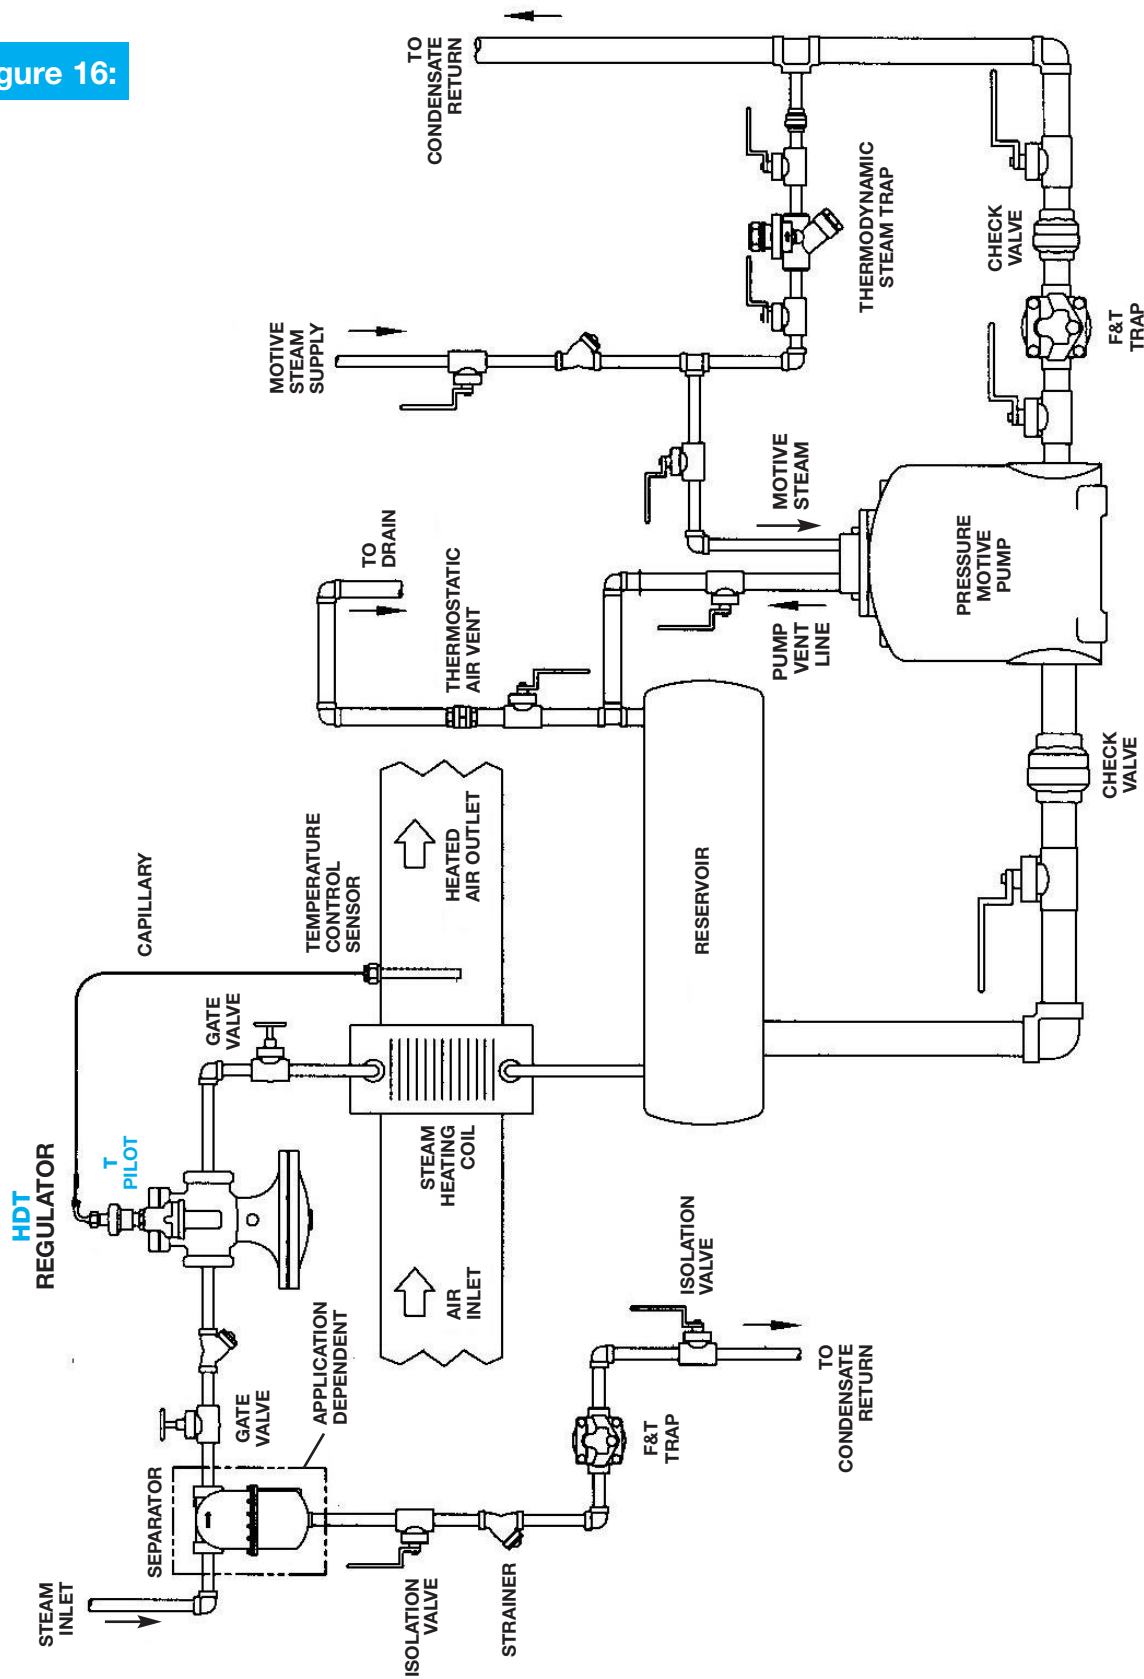 gure 16:
STEAM
INLET
SEPARATOR
GATE
VALVE
APPLICATION
DEPENDENT
HDT
REGULATOR
T
PILOT
CAPILLARY
GATE
VALVE
TEMPERATURE
CONTROL
SENSOR
STEAM
HEATING
COIL
AIR
INLET
HEATED
AIR OUTLET
ISOLATION
VALVE
STRAINER
F&T
TRAP
ISOLATION
VALVE
TO
CONDENSATE
RETURN
RESERVOIR
THERMOSTATIC
AIR VENT
TO
DRAIN
MOTIVE
STEAM
SUPPLY
TO
CONDENSATE
RETURN
THERMODYNAMIC
STEAM TRAP
MOTIVE
STEAM
PUMP
VENT
LINE
PRESSURE
MOTIVE
PUMP
CHECK
VALVE
F&T
TRAP
CHECK
VALVE